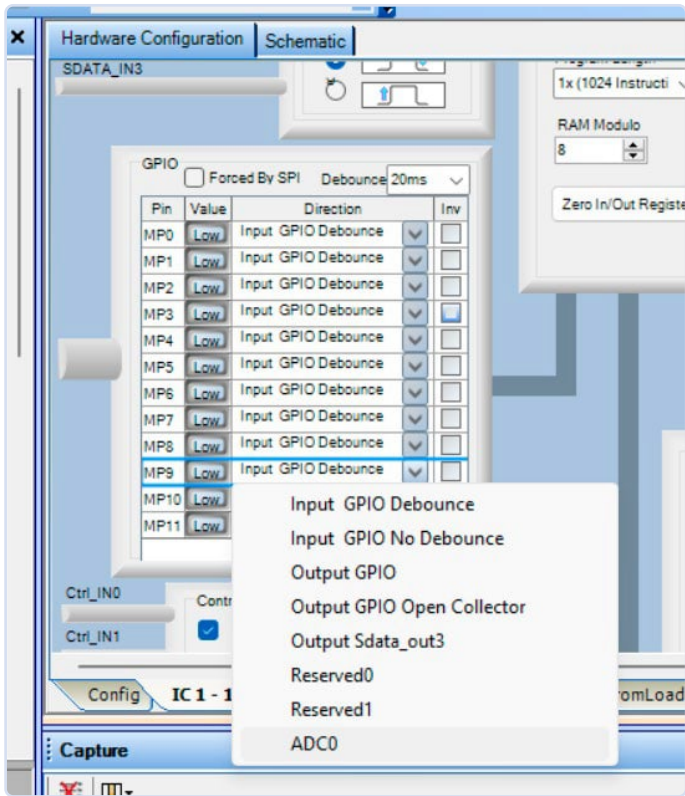 Hardware Configuration Schematic
SDATA_IN3
1x (1024 Instructi
RAM Modulo
8
Zero In/Out Registe
GPIO
Forced By SPI Debounce 20ms
Pin Value Direction Inv
MP0 Low Input GPIO Debounce
MP1 Low Input GPIO Debounce
MP2 Low Input GPIO Debounce
MP3 Low Input GPIO Debounce
MP4 Low Input GPIO Debounce
MP5 Low Input GPIO Debounce
MP6 Low Input GPIO Debounce
MP7 Low Input GPIO Debounce
MP8 Low Input GPIO Debounce
MP9 Low Input GPIO Debounce
MP10 Low
MP11 Low
Input GPIO Debounce
Input GPIO No Debounce
Output GPIO
Output GPIO Open Collector
Output Sdata_out3
Reserved0
Reserved1
ADC0
Ctrl_IN0
Contr
Ctrl_IN1
Config IC 1 - 1
omLoad
Capture